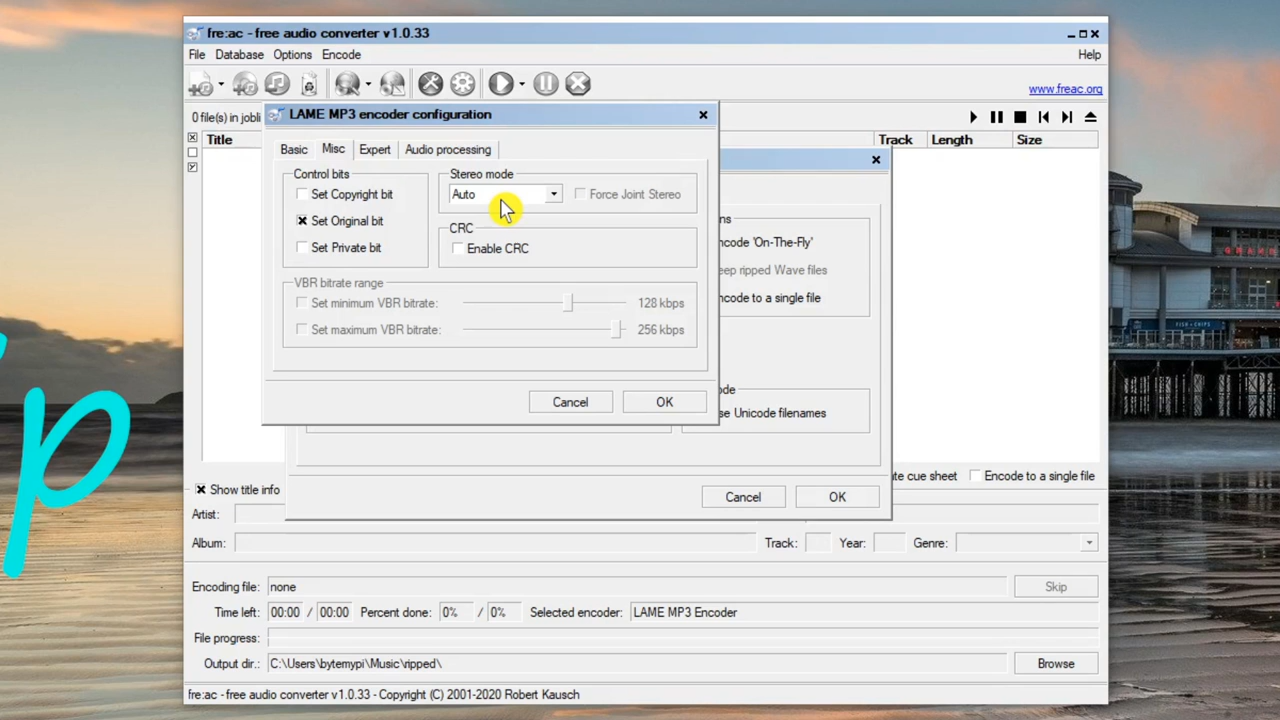 fre:ac - free audio converter v1.0.33
File Database Options Encode Help
www.freac.org
0 file(s) in jobli
Title Track Length Size
LAME MP3 encoder configuration
Basic Misc Expert Audio processing
Control bits
Set Copyright bit
Set Original bit
Set Private bit
Stereo mode
Auto Force Joint Stereo
CRC
Enable CRC
VBR bitrate range
Set minimum VBR bitrate: 128 kbps
Set maximum VBR bitrate: 256 kbps
Cancel OK
ns
ncode 'On-The-Fly'
eep ripped Wave files
ncode to a single file
ode
se Unicode filenames
Cancel OK
te cue sheet Encode to a single file
Show title info
Artist:
Album: Track: Year: Genre:
Encoding file: none Skip
Time left: 00:00 / 00:00 Percent done: 0% / 0% Selected encoder: LAME MP3 Encoder
File progress:
Output dir.: C:\Users\bytemypi\Music\ripped\ Browse
fre:ac - free audio converter v1.0.33 - Copyright (C) 2001-2020 Robert Kausch
p
FISH + CHIPS